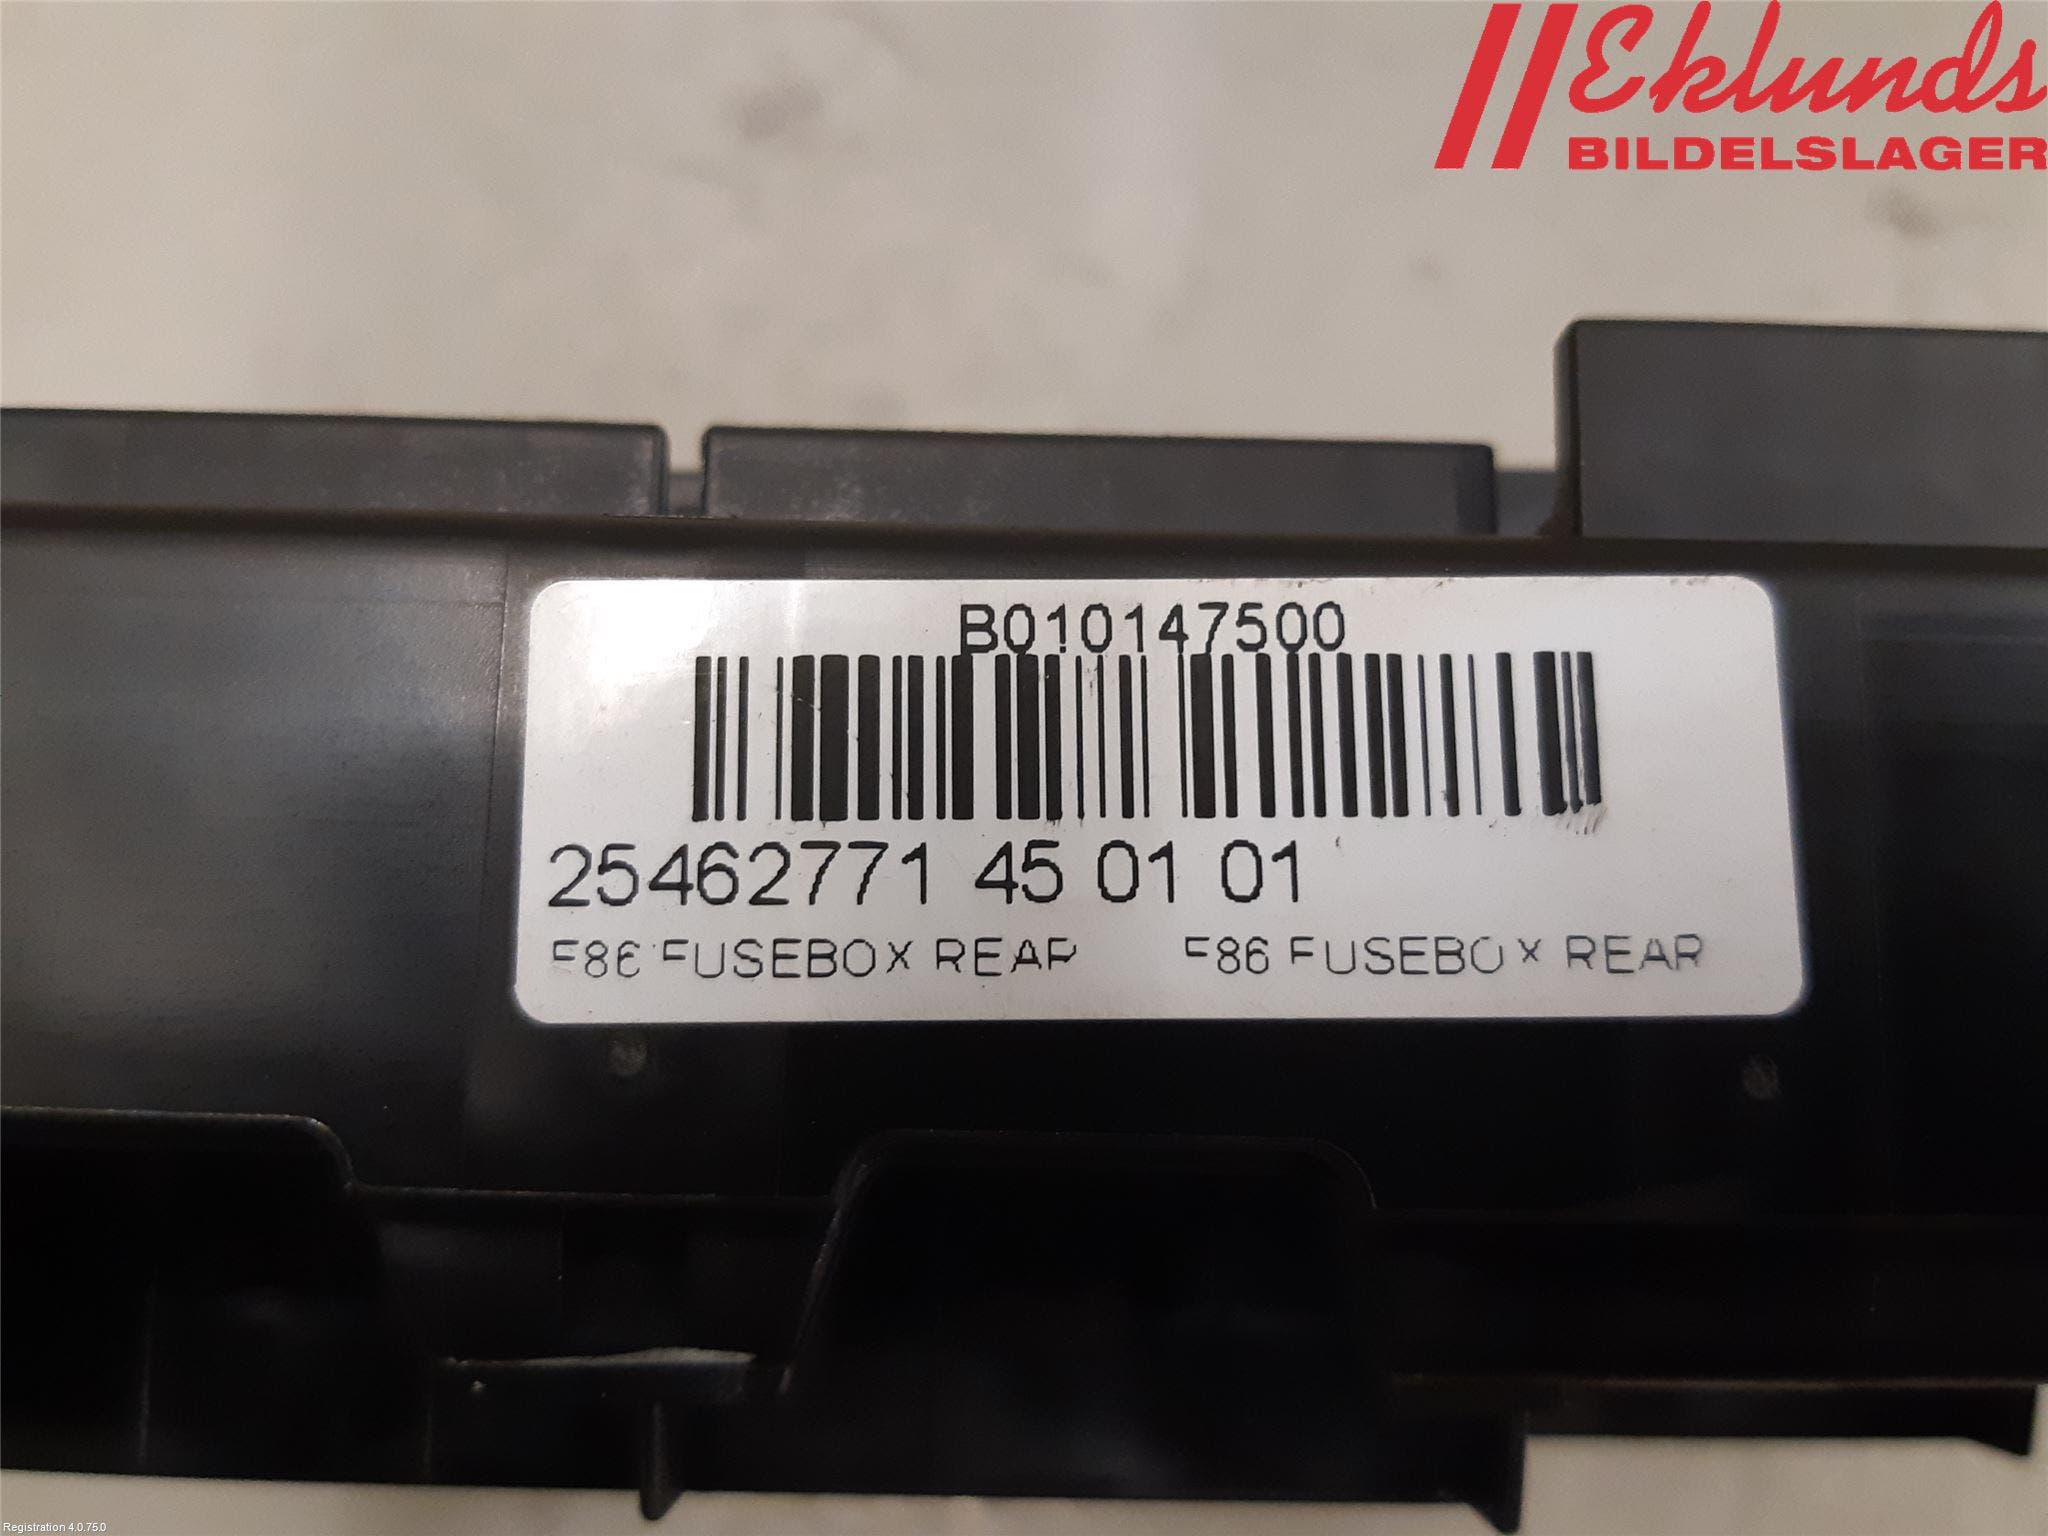 Eklunds
BILDELSLAGER
B010147500
25462771 45 01 01
F86 FUSEBOX REAR F86 FUSEBOX REAR
Registration 4.0.75.0